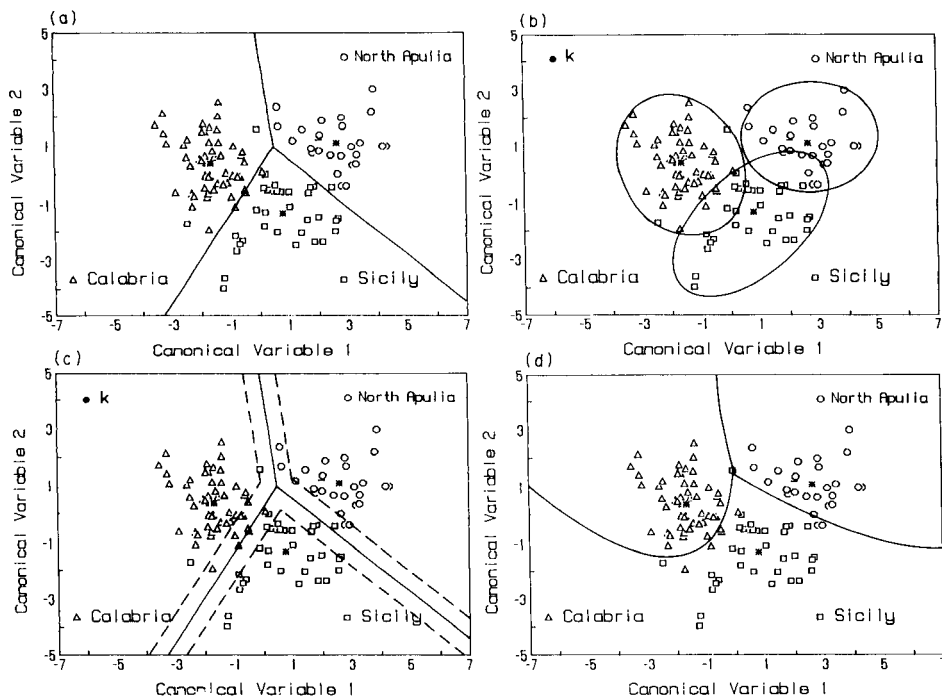 (a)
5
3
1
-1
-3
-5
-7 -5 -3 -1 1 3 5 7
Canonical Variable 2
Canonical Variable 1
North Apulia
Calabria
Sicily
(b)
k
5
3
1
-1
-3
-5
-7 -5 -3 -1 1 3 5 7
Canonical Variable 2
Canonical Variable 1
North Apulia
Calabria
Sicily
(c)
k
5
3
1
-1
-3
-5
-7 -5 -3 -1 1 3 5 7
Canonical Variable 2
Canonical Variable 1
North Apulia
Calabria
Sicily
(d)
5
3
1
-1
-3
-5
-7 -5 -3 -1 1 3 5 7
Canonical Variable 2
Canonical Variable 1
North Apulia
Calabria
Sicily